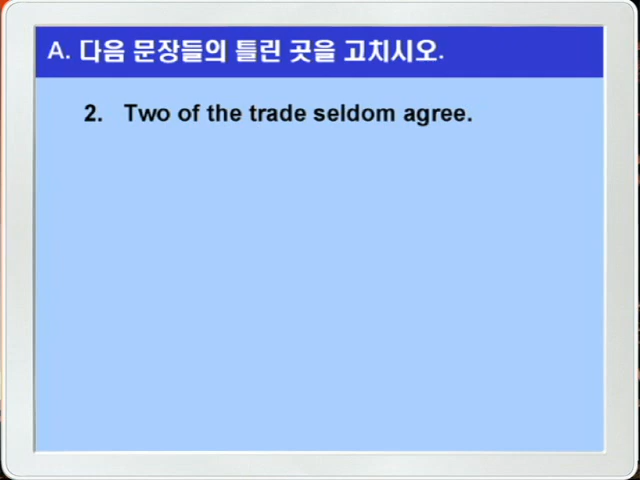 A. 다음 문장들의 틀린 곳을 고치시오.
2. Two of the trade seldom agree.